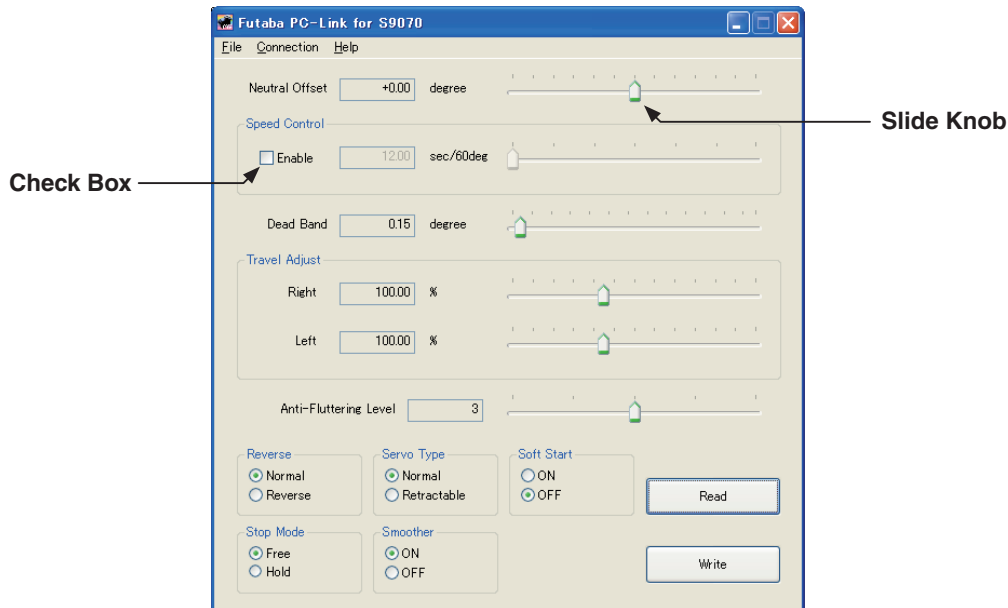 Futaba PC-Link for S9070
File Connection Help
Neutral Offset +0.00 degree
Slide Knob
Speed Control
Enable 12.00 sec/60deg
Check Box
Dead Band 0.15 degree
Travel Adjust
Right 100.00 %
Left 100.00 %
Anti-Fluttering Level 3
Reverse Servo Type Soft Start
Normal Normal ON
Reverse Retractable OFF
Read
Stop Mode Smoother
Free ON
Hold OFF
Write